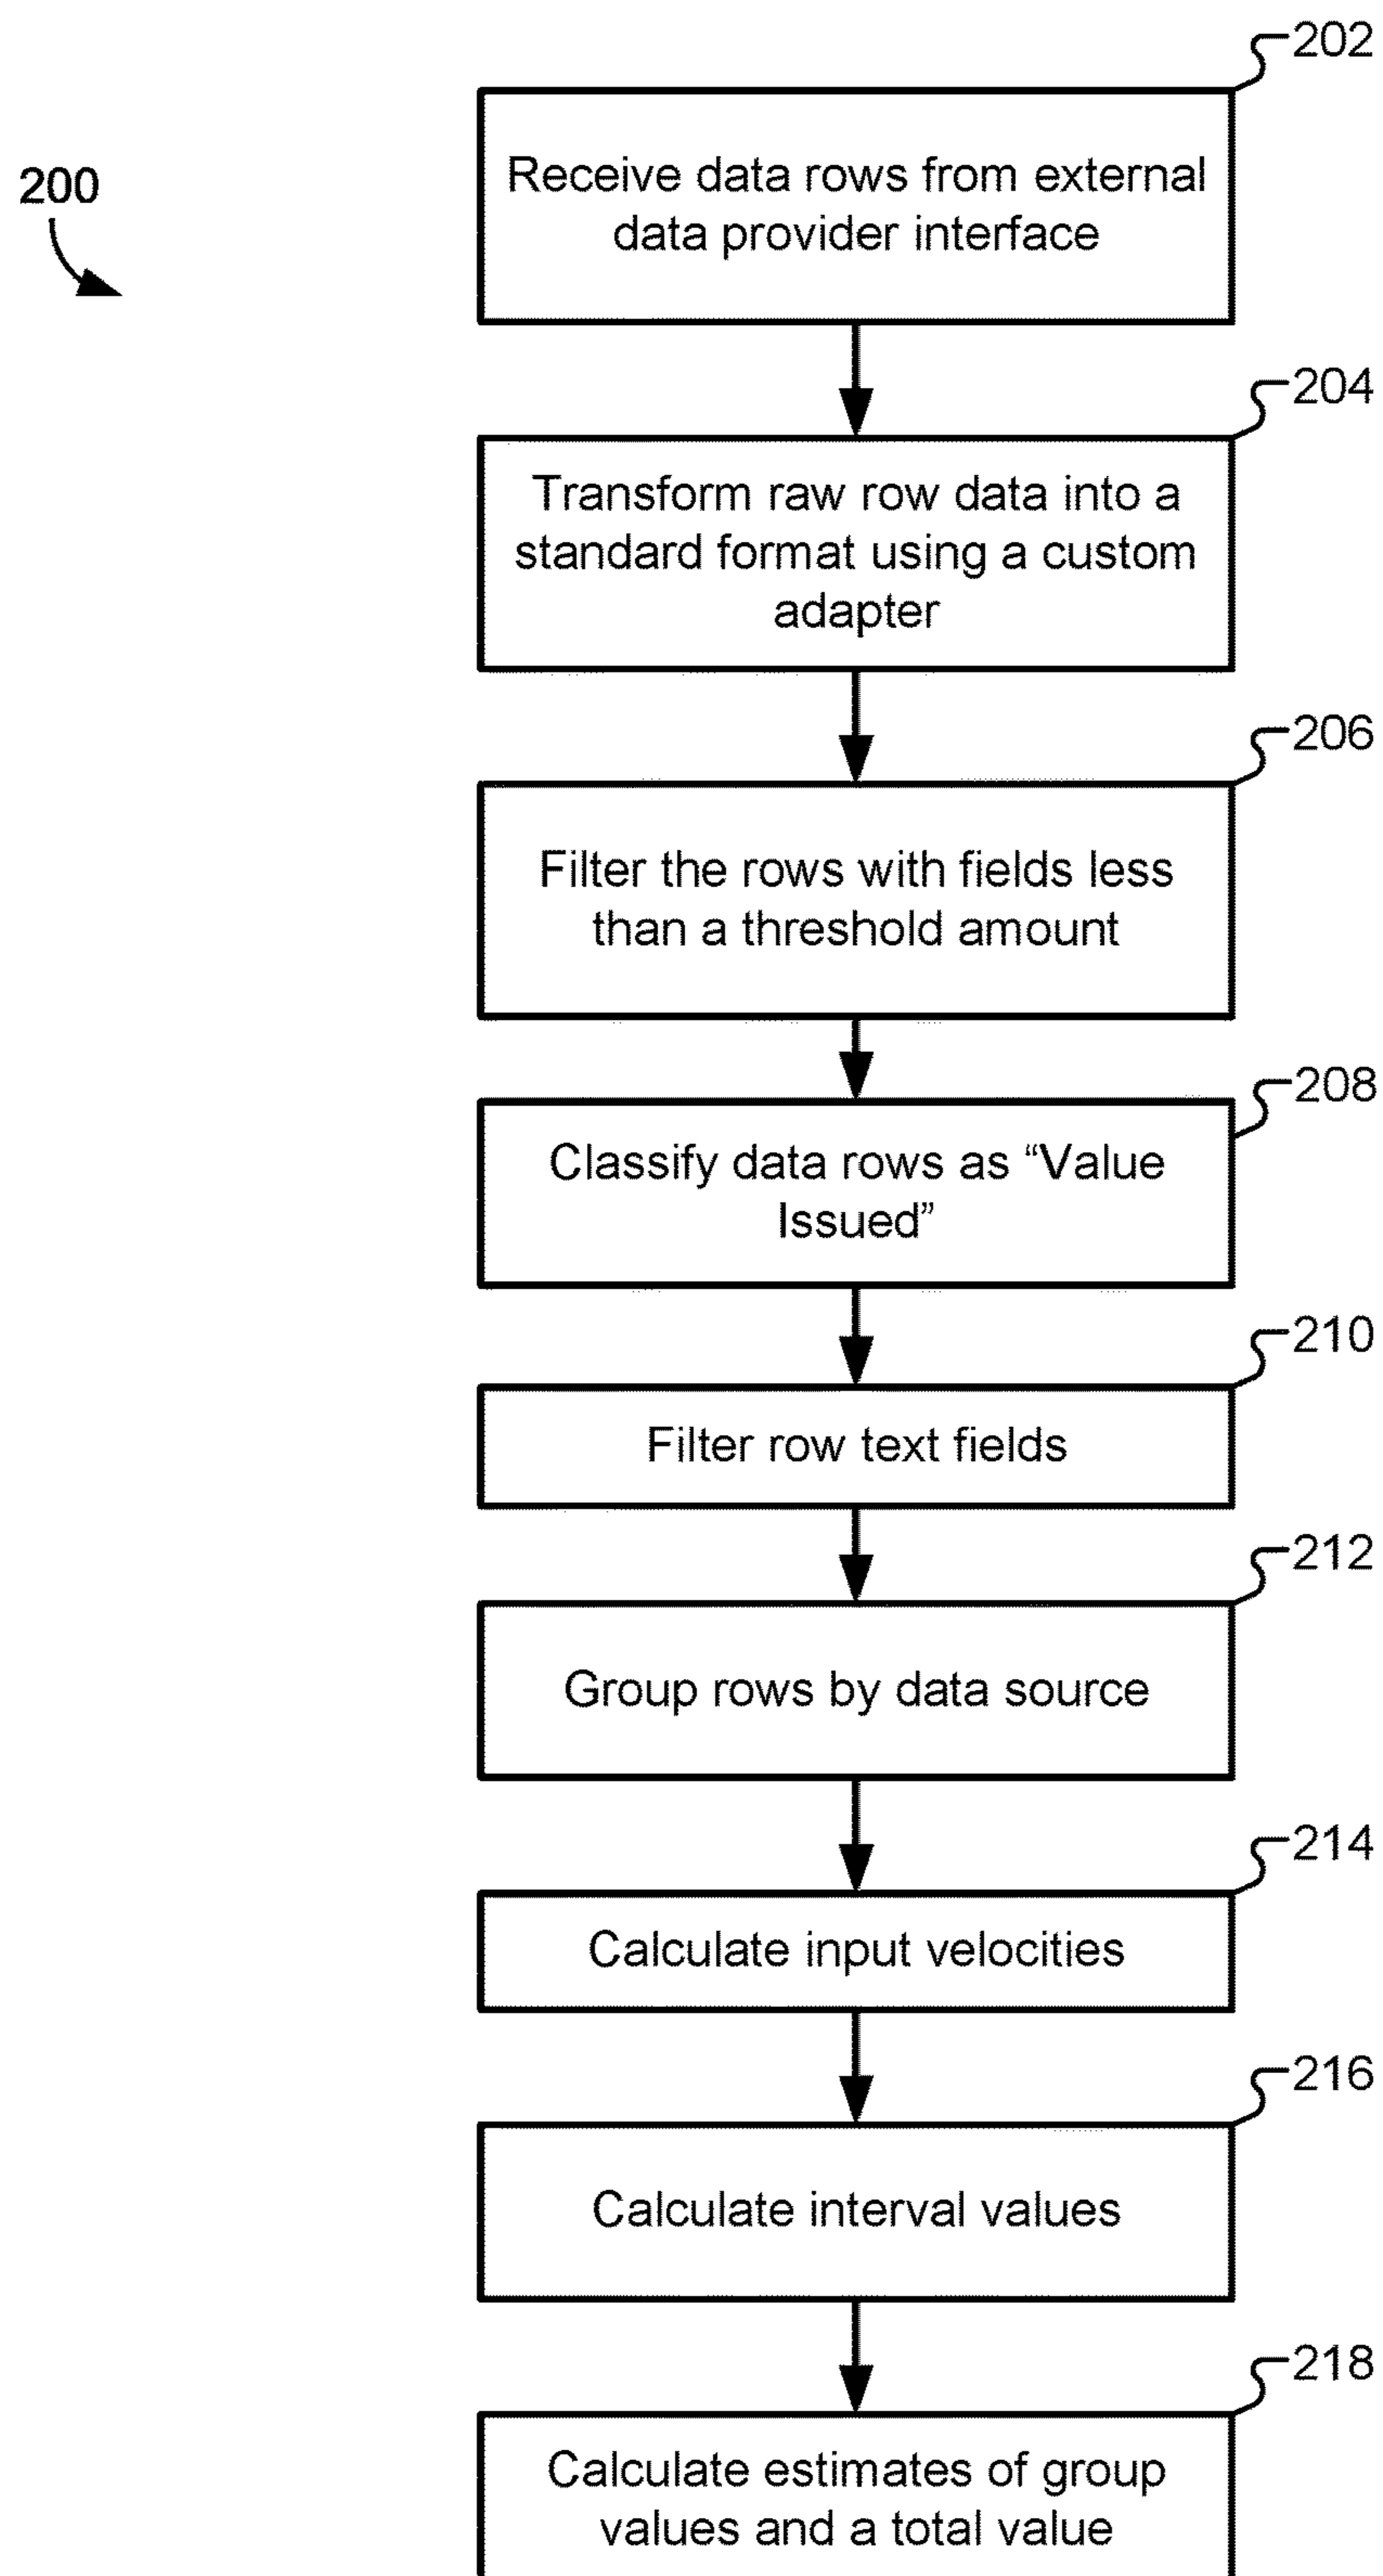 202
200
Receive data rows from external
data provider interface
204
Transform raw row data into a
standard format using a custom
adapter
206
Filter the rows with fields less
than a threshold amount
208
Classify data rows as “Value
Issued”
210
Filter row text fields
212
Group rows by data source
214
Calculate input velocities
216
Calculate interval values
218
Calculate estimates of group
values and a total value